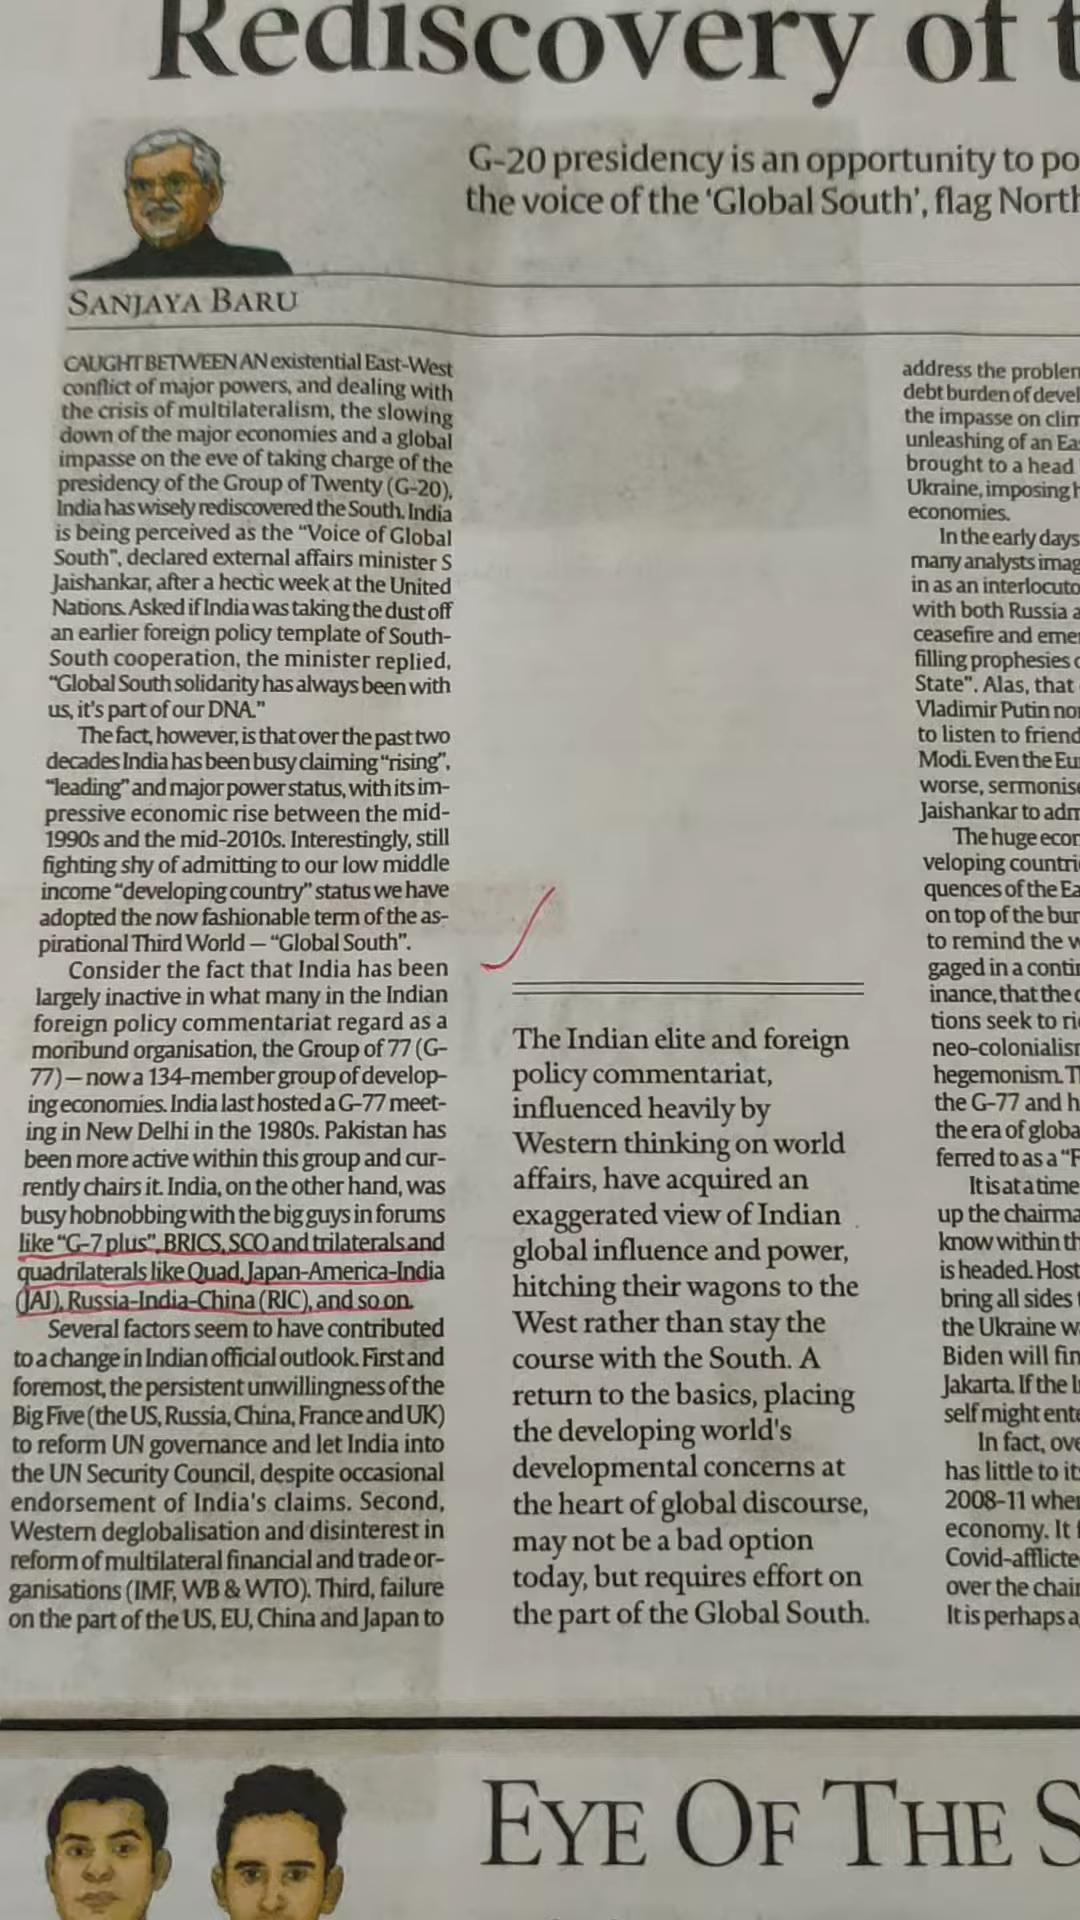 Rediscovery of t
G-20 presidency is an opportunity to po
the voice of the 'Global South', flag North
SANJAYA BARU
CAUGHT BETWEEN AN existential East-West
conflict of major powers, and dealing with
the crisis of multilateralism, the slowing
down of the major economies and a global
impasse on the eve of taking charge of the
presidency of the Group of Twenty (G-20),
India has wisely rediscovered the South. India
is being perceived as the "Voice of Global
South", declared external affairs minister S
Jaishankar, after a hectic week at the United
Nations. Asked if India was taking the dust off
an earlier foreign policy template of South-
South cooperation, the minister replied,
"Global South solidarity has always been with
us, it's part of our DNA."
The fact, however, is that over the past two
decades India has been busy claiming "rising",
"leading" and major power status, with its im-
pressive economic rise between the mid-
1990s and the mid-2010s. Interestingly, still
fighting shy of admitting to our low middle
income "developing country" status we have
adopted the now fashionable term of the as-
pirational Third World — "Global South".
Consider the fact that India has been
largely inactive in what many in the Indian
foreign policy commentariat regard as a
moribund organisation, the Group of 77 (G-
77) — now a 134-member group of develop-
ing economies. India last hosted a G-77 meet-
ing in New Delhi in the 1980s. Pakistan has
been more active within this group and cur-
rently chairs it. India, on the other hand, was
busy hobnobbing with the big guys in forums
like "G-7 plus", BRICS, SCO and trilaterals and
quadrilaterals like Quad, Japan-America-India
(JAI), Russia-India-China (RIC), and so on.
Several factors seem to have contributed
to a change in Indian official outlook. First and
foremost, the persistent unwillingness of the
Big Five (the US, Russia, China, France and UK)
to reform UN governance and let India into
the UN Security Council, despite occasional
endorsement of India's claims. Second,
Western deglobalisation and disinterest in
reform of multilateral financial and trade or-
ganisations (IMF, WB & WTO). Third, failure
on the part of the US, EU, China and Japan to
The Indian elite and foreign
policy commentariat,
influenced heavily by
Western thinking on world
affairs, have acquired an
exaggerated view of Indian
global influence and power,
hitching their wagons to the
West rather than stay the
course with the South. A
return to the basics, placing
the developing world's
developmental concerns at
the heart of global discourse,
may not be a bad option
today, but requires effort on
the part of the Global South.
address the problem
debt burden of devel
the impasse on clim
unleashing of an Eas
brought to a head
Ukraine, imposing h
economies.
In the early days
many analysts imag
in as an interlocuto
with both Russia a
ceasefire and emer
filling prophesies o
State". Alas, that
Vladimir Putin nor
to listen to friend
Modi. Even the Eur
worse, sermonise
Jaishankar to adm
The huge econ
veloping countri
quences of the Ea
on top of the bur
to remind the w
gaged in a contin
inance, that the d
tions seek to ri
neo-colonialism
hegemonism. T
the G-77 and h
the era of globa
ferred to as a "F
It is at a time
up the chairma
know within th
is headed. Host
bring all sides t
the Ukraine w
Biden will fin
Jakarta. If the I
self might ente
In fact, ove
has little to it
2008-11 when
economy. It f
Covid-afflicte
over the chair
It is perhaps a
EYE OF THE S